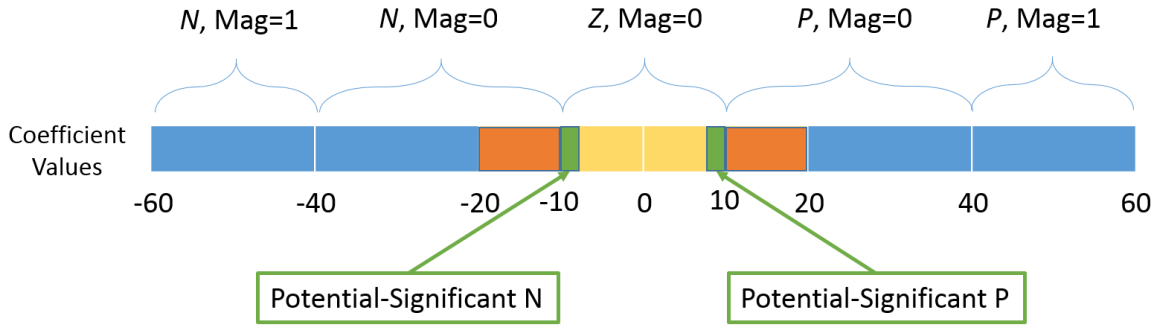 N, Mag=1 N, Mag=0 Z, Mag=0 P, Mag=0 P, Mag=1
Coefficient
Values
-60 -40 -20 -10 0 10 20 40 60
Potential-Significant N Potential-Significant P